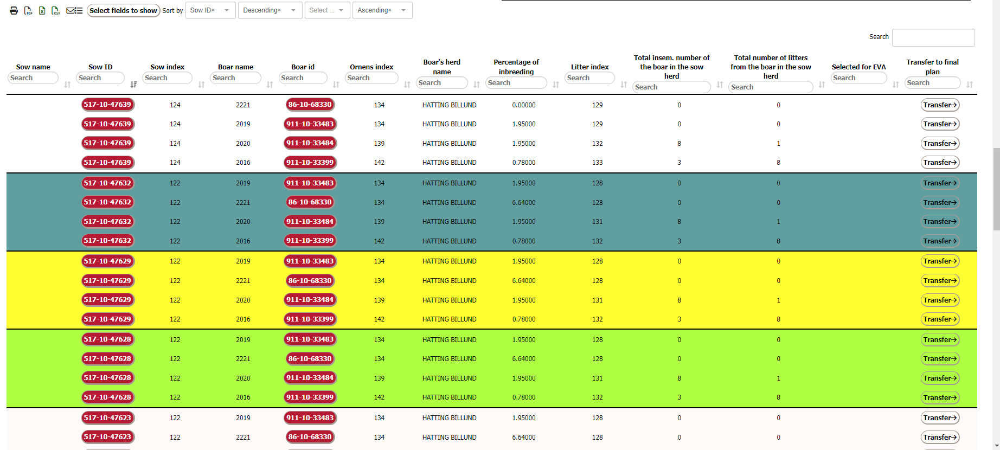 PDF CSV Select fields to show Sort by Sow ID× Descending× Select ... Ascending×
Search
Sow name Sow ID Sow index Boar name Boar id Ornens index Boar's herd name Percentage of inbreeding Litter index Total insem. number of the boar in the sow herd Total number of litters from the boar in the sow herd Selected for EVA Transfer to final plan
Search Search Search Search Search Search Search Search Search Search Search Search Search
517-10-47639 124 2221 86-10-68330 134 HATTING BILLUND 0.00000 129 0 0 Transfer→
517-10-47639 124 2019 911-10-33483 134 HATTING BILLUND 1.95000 129 0 0 Transfer→
517-10-47639 124 2020 911-10-33484 139 HATTING BILLUND 1.95000 132 8 1 Transfer→
517-10-47639 124 2016 911-10-33399 142 HATTING BILLUND 0.78000 133 3 8 Transfer→
517-10-47632 122 2019 911-10-33483 134 HATTING BILLUND 1.95000 128 0 0 Transfer→
517-10-47632 122 2221 86-10-68330 134 HATTING BILLUND 6.64000 128 0 0 Transfer→
517-10-47632 122 2020 911-10-33484 139 HATTING BILLUND 1.95000 131 8 1 Transfer→
517-10-47632 122 2016 911-10-33399 142 HATTING BILLUND 0.78000 132 3 8 Transfer→
517-10-47629 122 2019 911-10-33483 134 HATTING BILLUND 1.95000 128 0 0 Transfer→
517-10-47629 122 2221 86-10-68330 134 HATTING BILLUND 6.64000 128 0 0 Transfer→
517-10-47629 122 2020 911-10-33484 139 HATTING BILLUND 1.95000 131 8 1 Transfer→
517-10-47629 122 2016 911-10-33399 142 HATTING BILLUND 0.78000 132 3 8 Transfer→
517-10-47628 122 2019 911-10-33483 134 HATTING BILLUND 1.95000 128 0 0 Transfer→
517-10-47628 122 2221 86-10-68330 134 HATTING BILLUND 6.64000 128 0 0 Transfer→
517-10-47628 122 2020 911-10-33484 139 HATTING BILLUND 1.95000 131 8 1 Transfer→
517-10-47628 122 2016 911-10-33399 142 HATTING BILLUND 0.78000 132 3 8 Transfer→
517-10-47623 122 2019 911-10-33483 134 HATTING BILLUND 1.95000 128 0 0 Transfer→
517-10-47623 122 2221 86-10-68330 134 HATTING BILLUND 6.64000 128 0 0 Transfer→